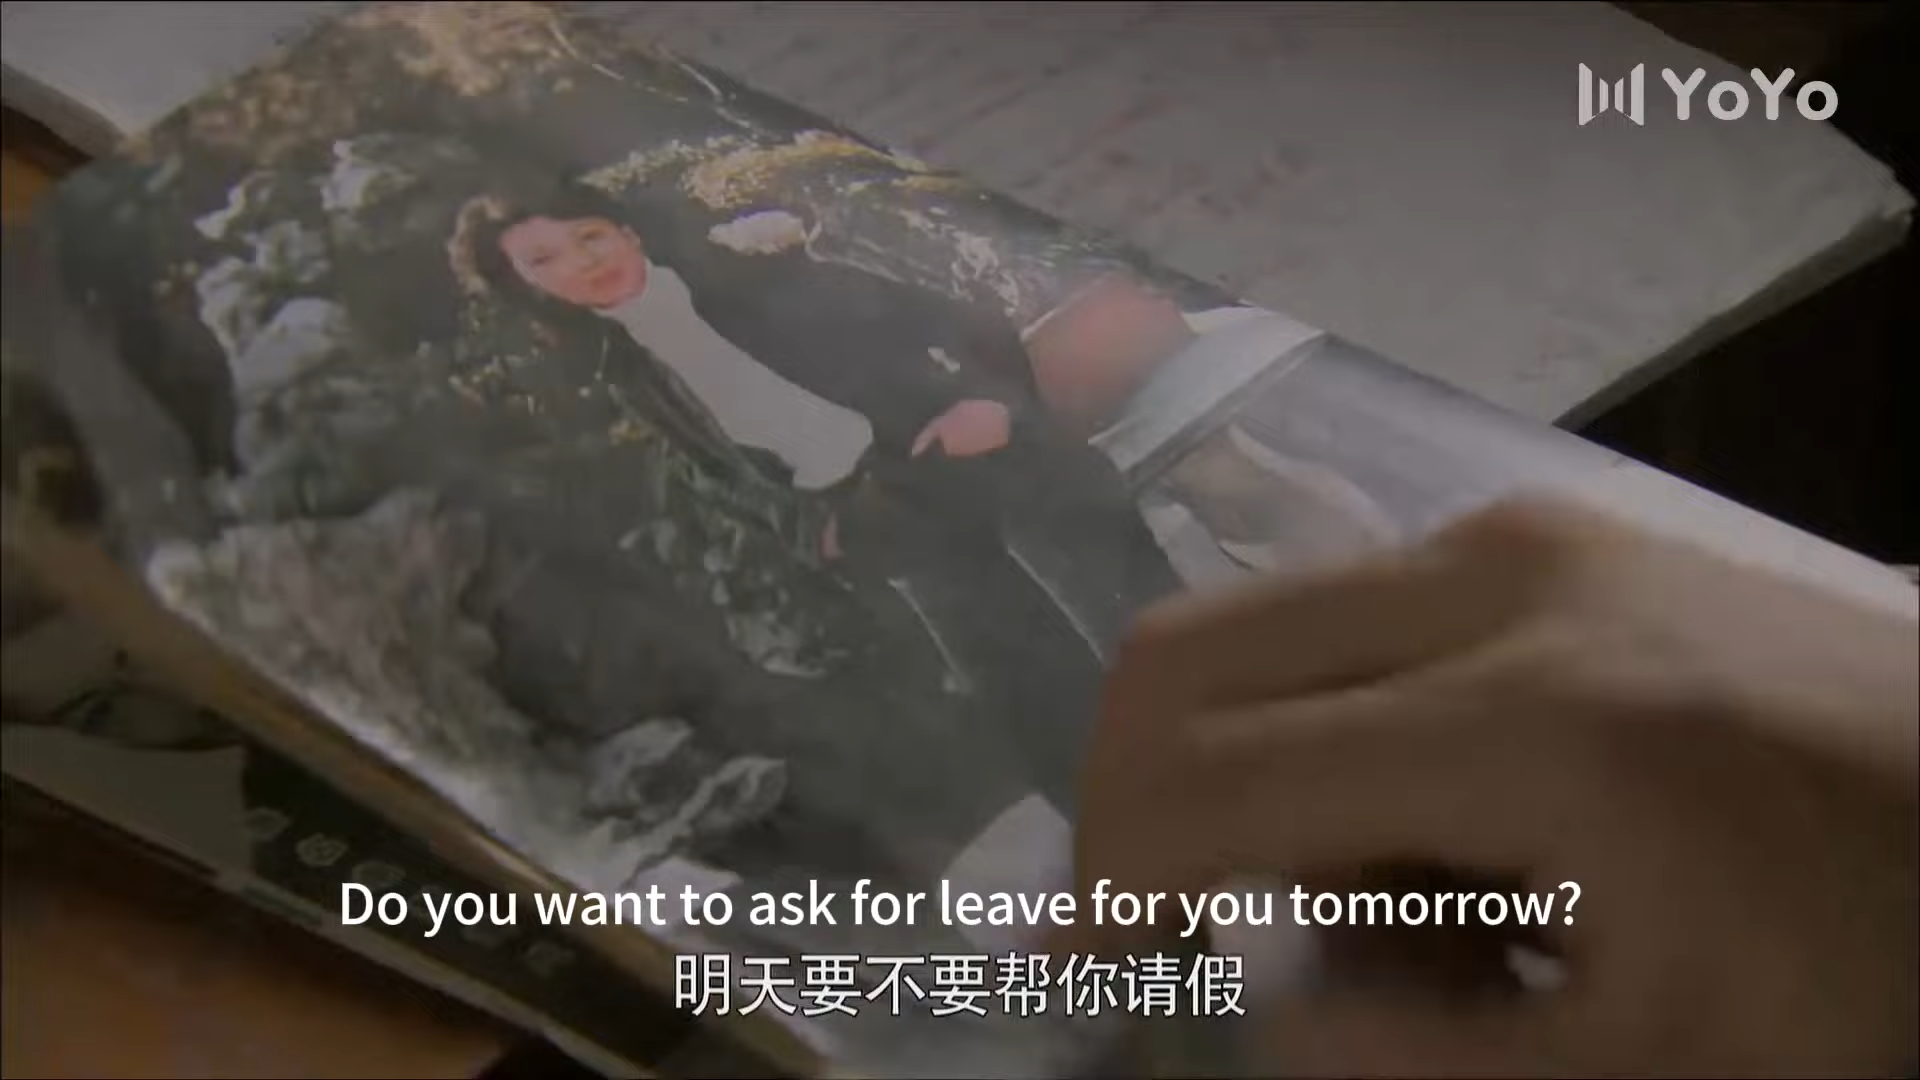 YoYo
Do you want to ask for leave for you tomorrow?
明天要不要帮你请假